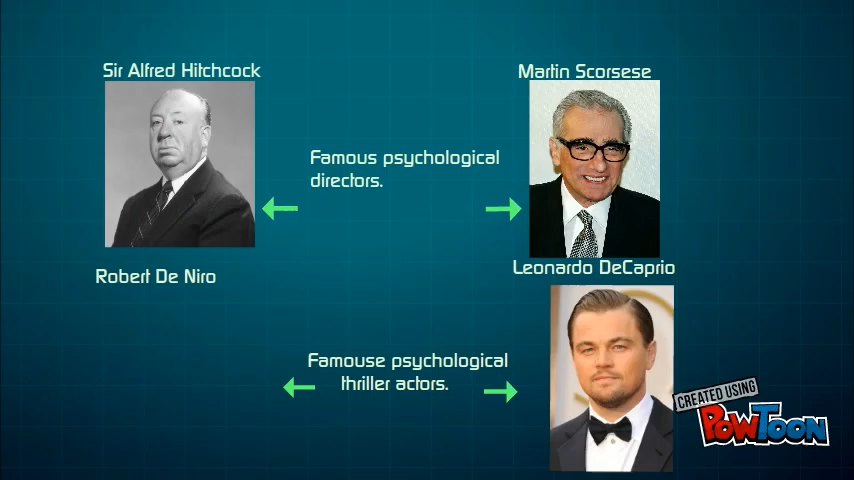 Sir Alfred Hitchcock
Martin Scorsese
Famous psychological
directors.
Robert De Niro
Leonardo DeCaprio
Famouse psychological
thriller actors.
CREATED USING
POWTOON